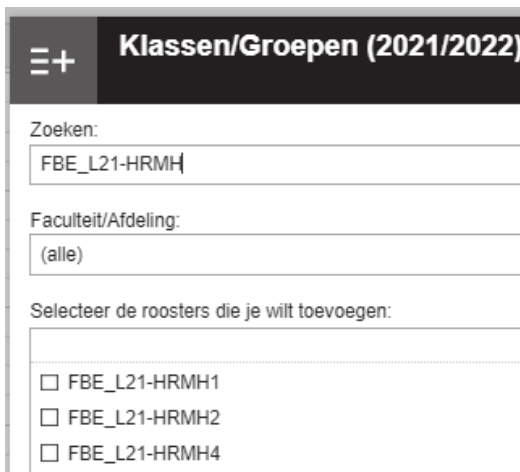 Klassen/Groepen (2021/2022)
Zoeken:
FBE_L21-HRMH
Faculteit/Afdeling:
(alle)
Selecteer de roosters die je wilt toevoegen:
FBE_L21-HRMH1
FBE_L21-HRMH2
FBE_L21-HRMH4